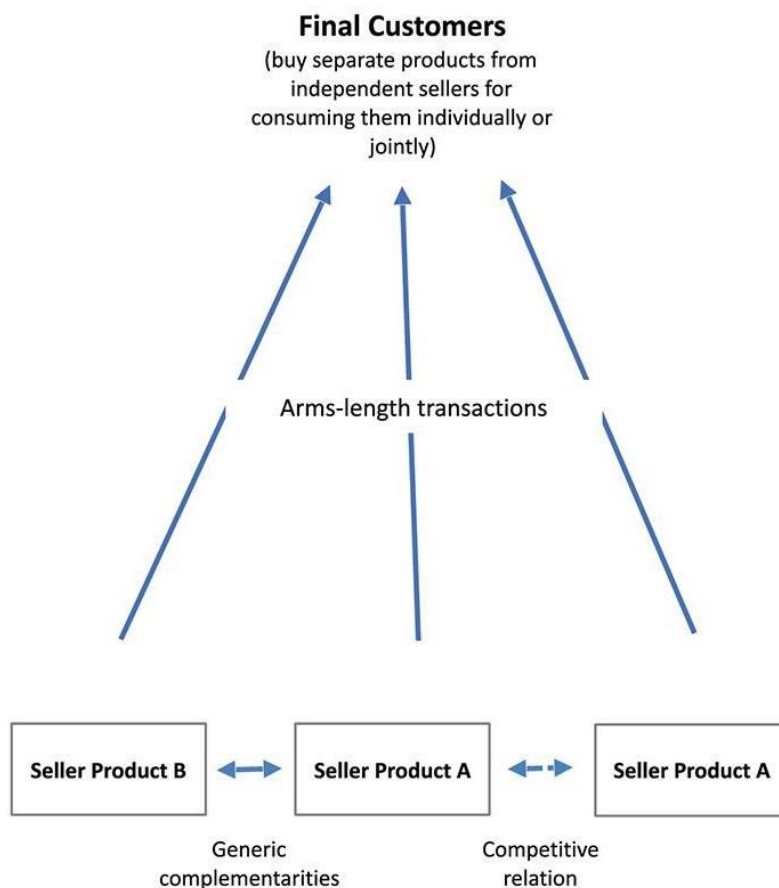 Final Customers
(buy separate products from
independent sellers for
consuming them individually or
jointly)
Arms-length transactions
Seller Product B
Seller Product A
Seller Product A
Generic
complementarities
Competitive
relation